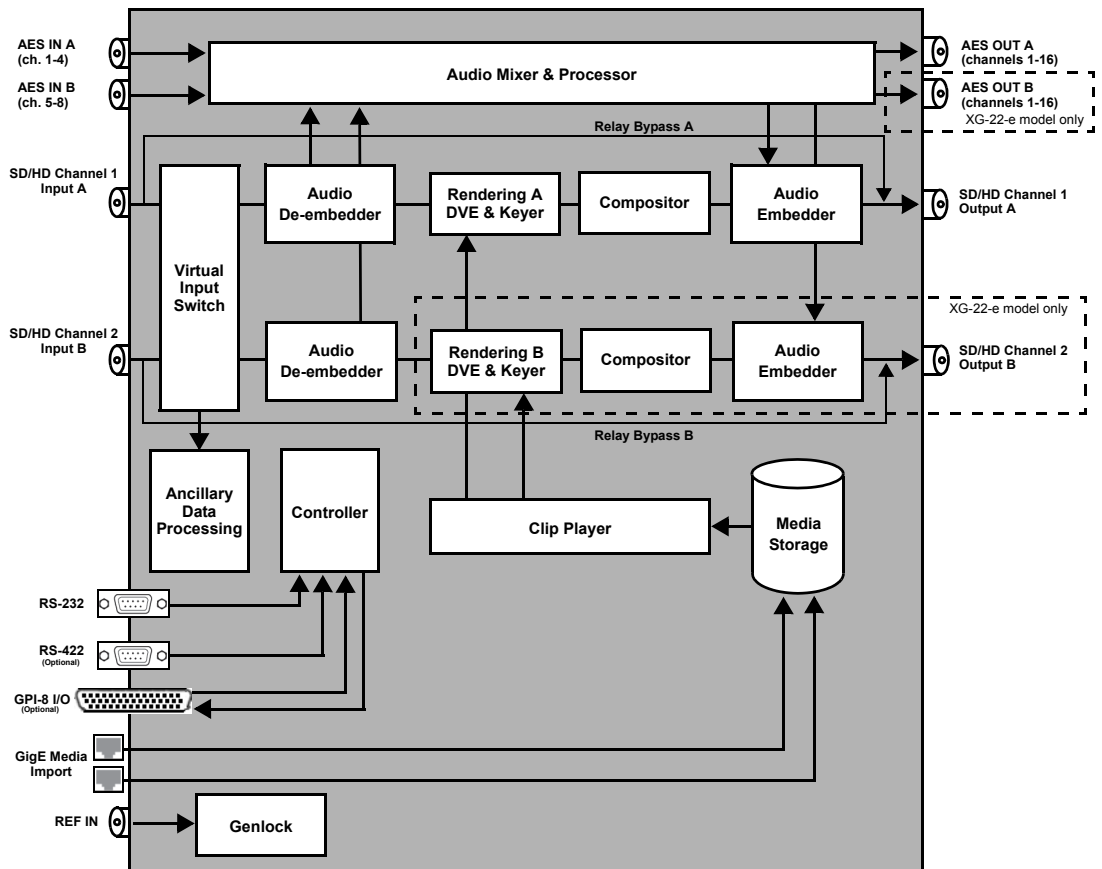 AES IN A
(ch. 1-4)
AES IN B
(ch. 5-8)
Audio Mixer & Processor
AES OUT A
(channels 1-16)
AES OUT B
(channels 1-16)
XG-22-e model only
Relay Bypass A
SD/HD Channel 1
Input A
Virtual
Input
Switch
Audio
De-embedder
Rendering A
DVE & Keyer
Compositor
Audio
Embedder
SD/HD Channel 1
Output A
XG-22-e model only
SD/HD Channel 2
Input B
Audio
De-embedder
Rendering B
DVE & Keyer
Compositor
Audio
Embedder
SD/HD Channel 2
Output B
Relay Bypass B
Ancillary
Data
Processing
Controller
Clip Player
Media
Storage
RS-232
RS-422
(Optional)
GPI-8 I/O
(Optional)
GigE Media
Import
REF IN
Genlock